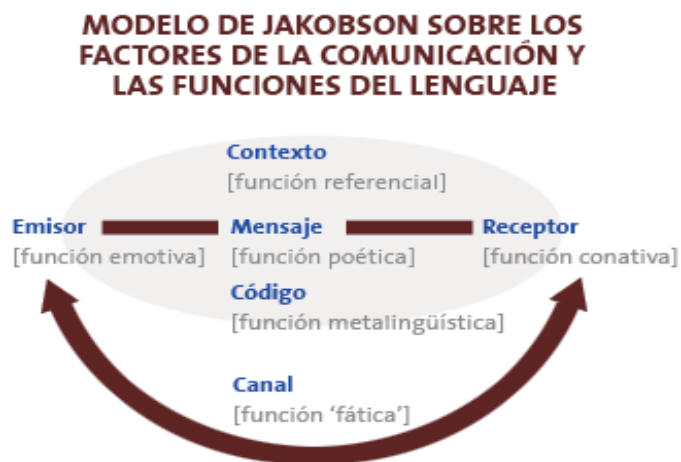 MODELO DE JAKOBSON SOBRE LOS
FACTORES DE LA COMUNICACIÓN Y
LAS FUNCIONES DEL LENGUAJE
Contexto
[función referencial]
Emisor
[función emotiva]
Mensaje
[función poética]
Receptor
[función conativa]
Código
[función metalingüística]
Canal
[función ‘fática’]